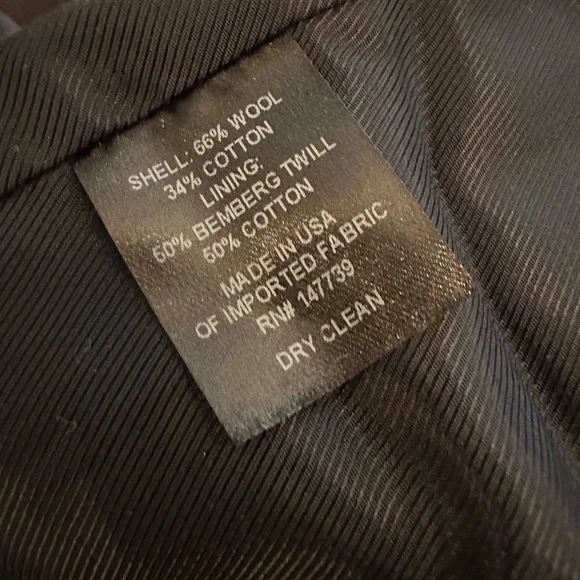 SHELL: 66% WOOL
34% COTTON
LINING:
50% BEMBERG TWILL
50% COTTON
MADE IN USA
OF IMPORTED FABRIC
RN# 147739
DRY CLEAN